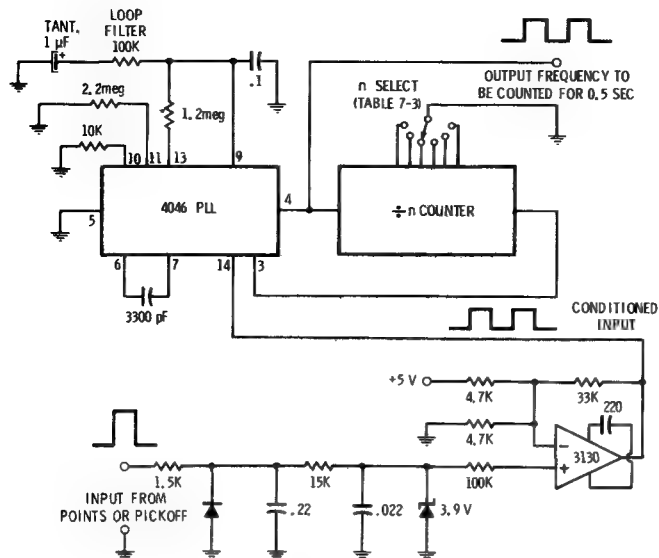 TANT.
1 µF
+
LOOP
FILTER
100K
.1
n SELECT
(TABLE 7-3)
OUTPUT FREQUENCY TO
BE COUNTED FOR 0.5 SEC
2.2meg
1.2meg
10K
10
11
13
9
5
4046 PLL
4
÷n COUNTER
6
7
14
3
3300 pF
CONDITIONED
INPUT
+5 V
4.7K
33K
220
4.7K
−
3130
+
1.5K
15K
100K
INPUT FROM
POINTS OR PICKOFF
.22
.022
3.9 V